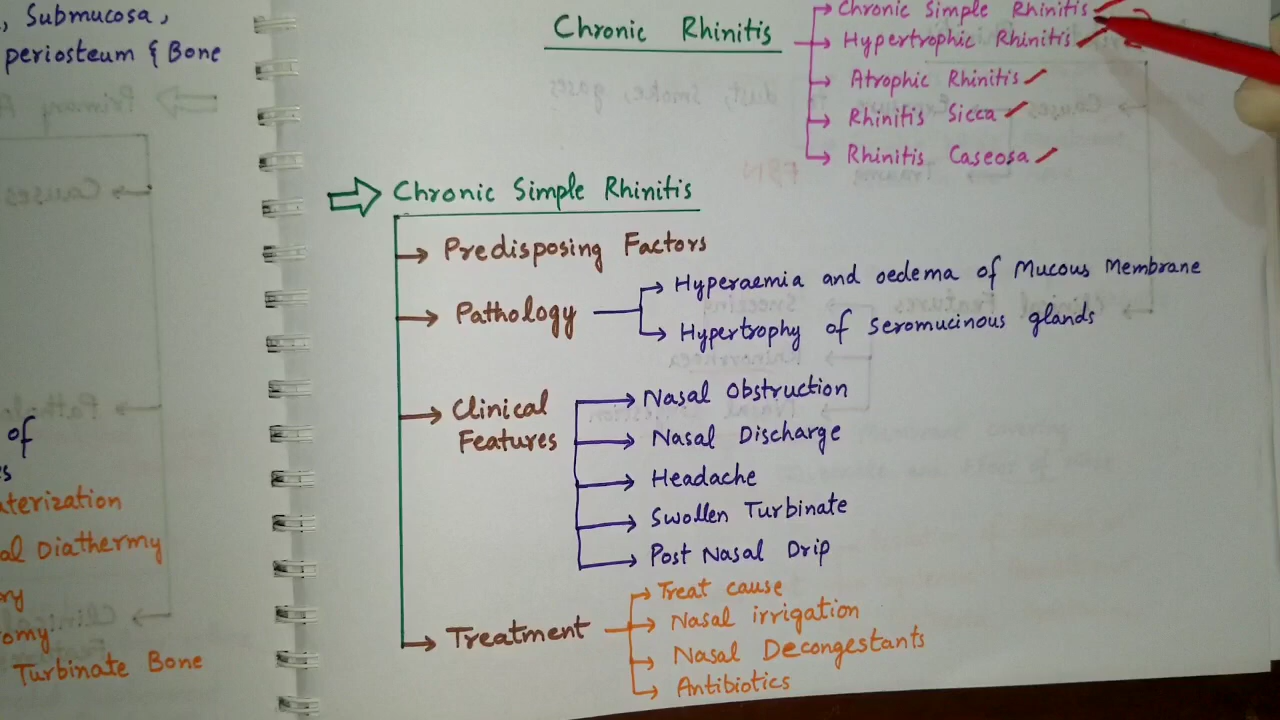 , Submucosa,
periosteum & Bone
of
s
aterization
al Diathermy
ry
omy
Turbinate Bone
Chronic Rhinitis
Chronic Simple Rhinitis
Hypertrophic Rhinitis
Atrophic Rhinitis
Rhinitis Sicca
Rhinitis Caseosa
Chronic Simple Rhinitis
Predisposing Factors
Pathology
Hyperaemia and oedema of Mucous Membrane
Hypertrophy of Seromucinous glands
Clinical
Features
Nasal Obstruction
Nasal Discharge
Headache
Swollen Turbinate
Post Nasal Drip
Treatment
Treat cause
Nasal irrigation
Nasal Decongestants
Antibiotics